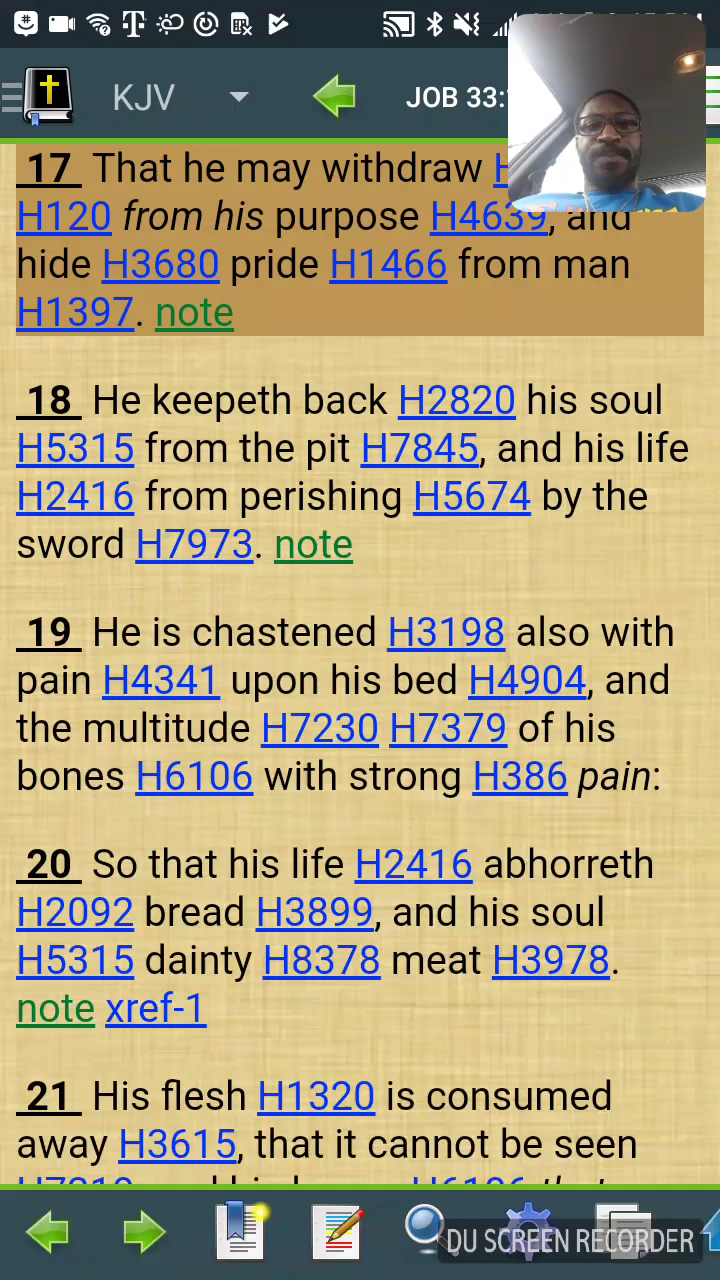 KJV JOB 33:
17 That he may withdraw
H120 from his purpose H4639, and
hide H3680 pride H1466 from man
H1397. note
18 He keepeth back H2820 his soul
H5315 from the pit H7845, and his life
H2416 from perishing H5674 by the
sword H7973. note
19 He is chastened H3198 also with
pain H4341 upon his bed H4904, and
the multitude H7230 H7379 of his
bones H6106 with strong H386 pain:
20 So that his life H2416 abhorreth
H2092 bread H3899, and his soul
H5315 dainty H8378 meat H3978.
note xref-1
21 His flesh H1320 is consumed
away H3615, that it cannot be seen
DU SCREEN RECORDER